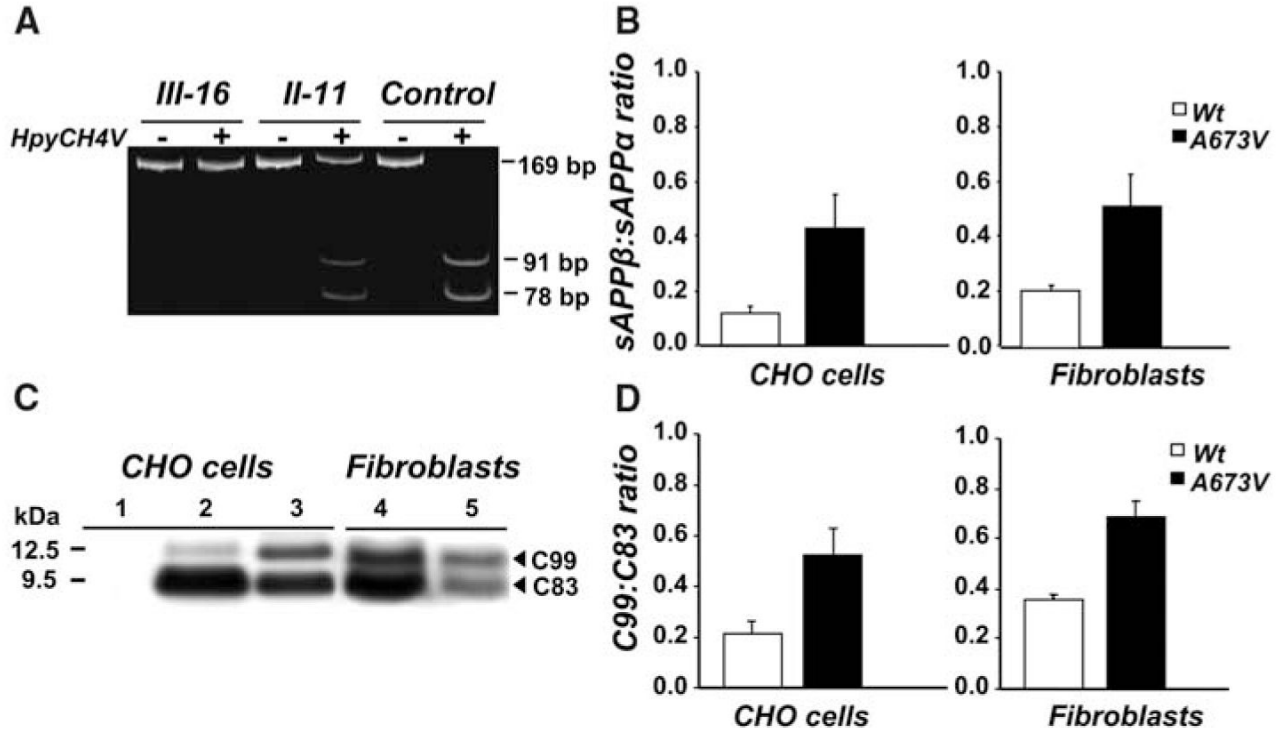 A
III-16 II-11 Control
HpyCH4V - + - + - +
169 bp
91 bp
78 bp
B
sAPPβ:sAPPα ratio
1.0
0.8
0.6
0.4
0.2
0.0
CHO cells
1.0
0.8
0.6
0.4
0.2
0.0
Fibroblasts
Wt
A673V
C
CHO cells Fibroblasts
kDa 1 2 3 4 5
12.5
9.5
C99
C83
D
C99:C83 ratio
1.0
0.8
0.6
0.4
0.2
0.0
CHO cells
1.0
0.8
0.6
0.4
0.2
0.0
Fibroblasts
Wt
A673V